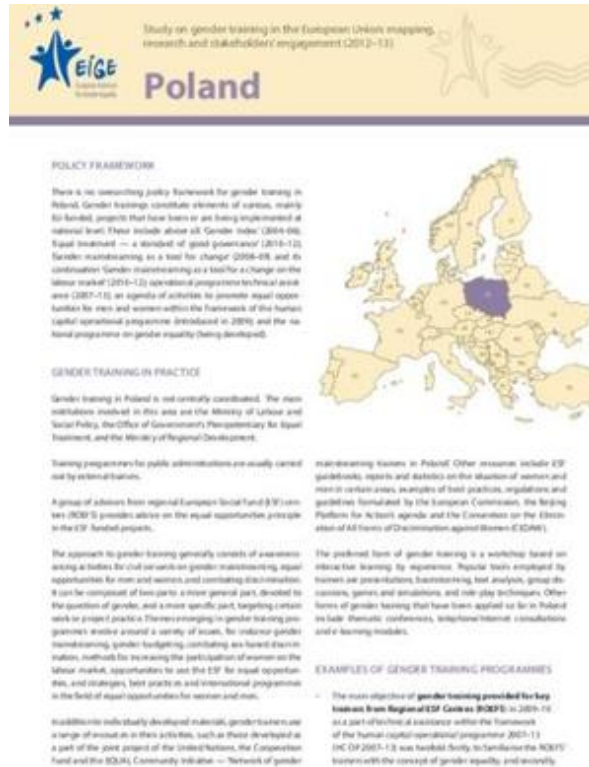 Study on gender training in the European Union: mapping,
research and stakeholders' engagement (2012–13)
EIGE
European Institute
for Gender Equality
Poland
POLICY FRAMEWORK
There is no overarching policy framework for gender training in
Poland. Gender trainings constitute elements of various, mainly
EU-funded, projects that have been or are being implemented at
national level. These include above all: 'Gender Index' (2004–06);
'Equal treatment — a standard of good governance' (2010–12);
'Gender mainstreaming as a tool for change' (2008–09) and its
continuation 'Gender mainstreaming as a tool for a change on the
labour market' (2010–12); operational programme technical assist-
ance (2007–13); an agenda of activities to promote equal oppor-
tunities for men and women within the framework of the human
capital operational programme (introduced in 2009); and the na-
tional programme on gender equality (being developed).
GENDER TRAINING IN PRACTICE
Gender training in Poland is not centrally coordinated. The main
institutions involved in this area are the Ministry of Labour and
Social Policy, the Office of Government's Plenipotentiary for Equal
Treatment, and the Ministry of Regional Development.
Training programmes for public administrations are usually carried
out by external trainers.
A group of advisors from regional European Social Fund (ESF) cen-
tres (ROEFS) provides advice on the equal opportunities principle
in the ESF-funded projects.
The approach to gender training generally consists of awareness-
raising activities for civil servants on gender mainstreaming, equal
opportunities for men and women, and combating discrimination.
It can be composed of two parts: a more general part, devoted to
the question of gender, and a more specific part, targeting certain
work or project practice. Themes emerging in gender training pro-
grammes evolve around a variety of issues, for instance gender
mainstreaming, gender budgeting, combating sex-based discrim-
ination, methods for increasing the participation of women on the
labour market, opportunities to use the ESF for equal opportuni-
ties, and strategies, best practices and international programmes
in the field of equal opportunities for women and men.
In addition to individually developed materials, gender trainers use
a range of resources in their activities, such as those developed as
a part of the joint project of the United Nations, the Cooperation
Fund and the EQUAL Community Initiative — 'Network of gender
mainstreaming trainers in Poland'. Other resources include ESF
guidebooks, reports and statistics on the situation of women and
men in certain areas, examples of best practices, regulations and
guidelines formulated by the European Commission, the Beijing
Platform for Action's agenda and the Convention on the Elimin-
ation of All Forms of Discrimination against Women (CEDAW).
The preferred form of gender training is a workshop based on
interactive learning by experience. Popular tools employed by
trainers are presentations, brainstorming, text analysis, group dis-
cussions, games and simulations, and role-play techniques. Other
forms of gender training that have been applied so far in Poland
include thematic conferences, telephone/Internet consultations
and e-learning modules.
EXAMPLES OF GENDER TRAINING PROGRAMMES
- The main objective of gender training provided for key
trainers from Regional ESF Centres (ROEFS) in 2009–10
as a part of technical assistance within the framework
of the human capital operational programme 2007–13
(HC OP 2007–13) was twofold: firstly, to familiarise the ROEFS'
trainers with the concept of gender equality, and secondly,